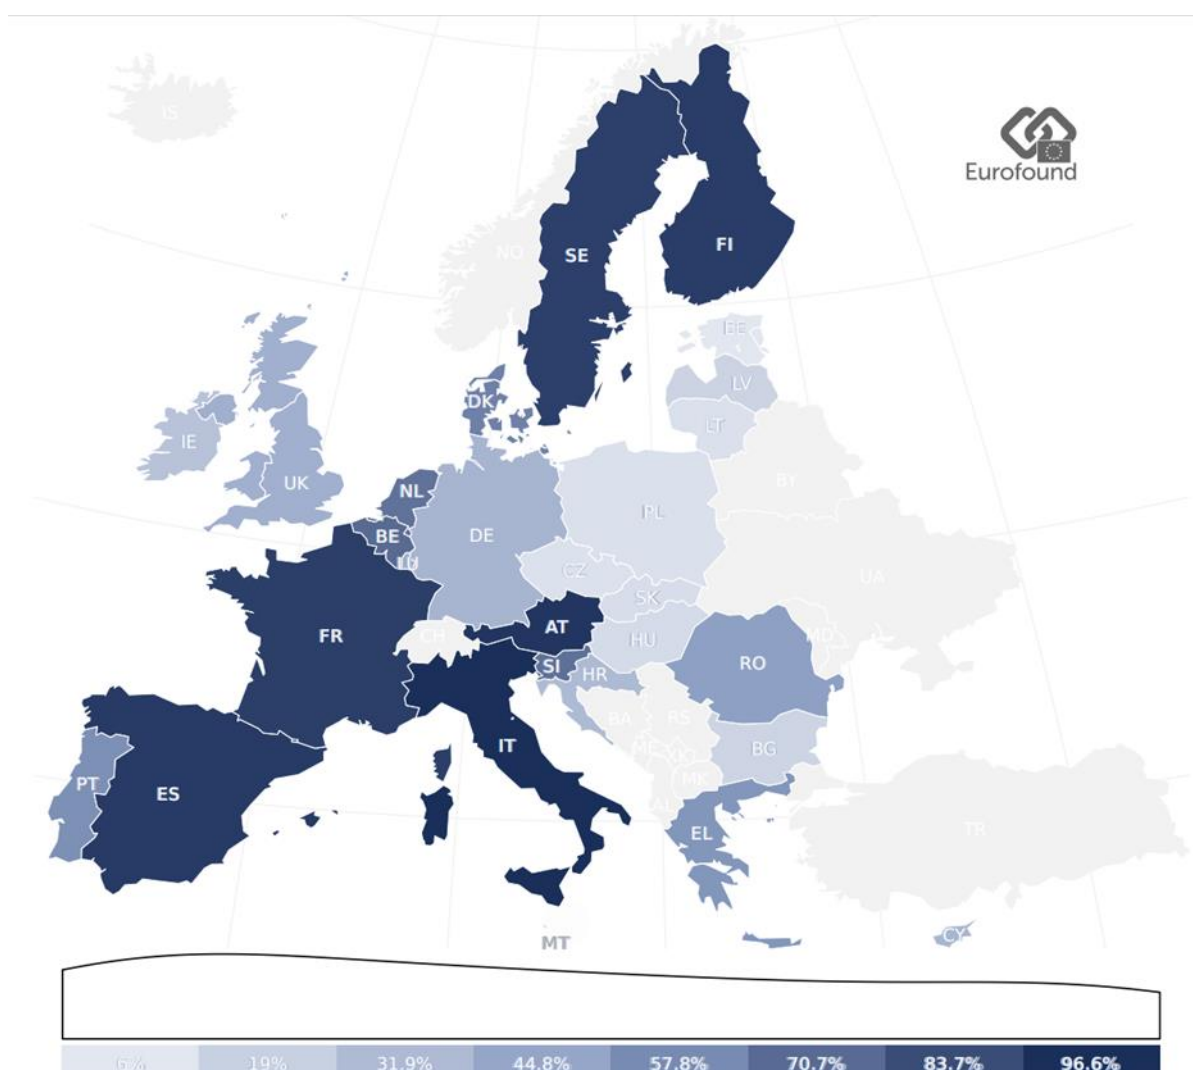 IS
Eurofound
NO
SE
FI
EE
LV
LT
DK
IE
UK
NL
BE
LU
DE
PL
BY
CZ
SK
UA
FR
CH
AT
HU
MD
SI
HR
RO
BA
RS
IT
ME
XK
BG
MK
AL
PT
ES
EL
TR
CY
MT
6% 19% 31.9% 44.8% 57.8% 70.7% 83.7% 96.6%